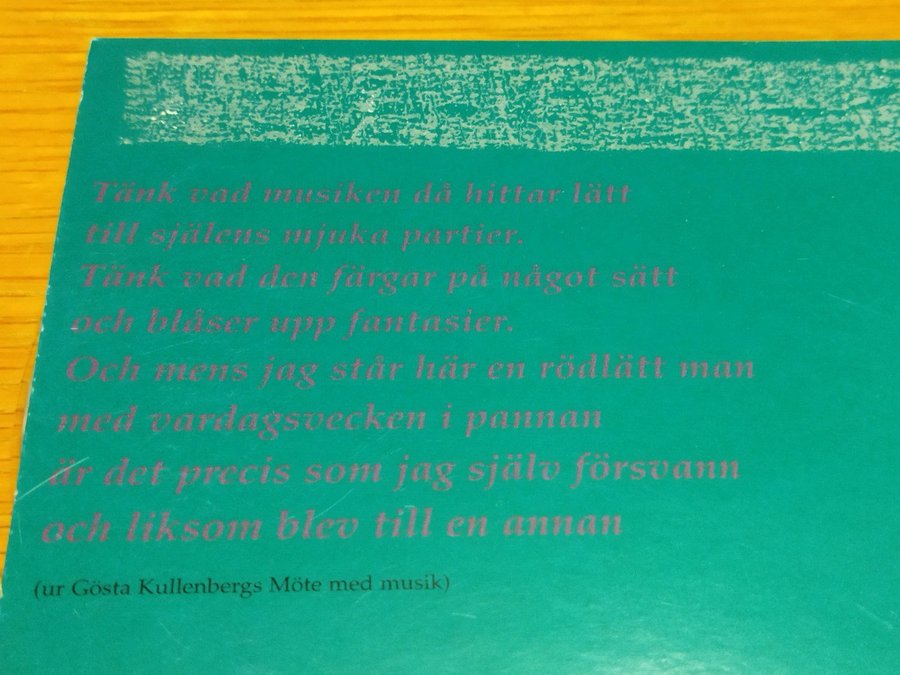 Tänk vad musiken då hittar lätt
till själens mjuka partier.
Tänk vad den färgar på något sätt
och blåser upp fantasier.
Och mens jag står här en rödlätt man
med vardagsvecken i pannan
är det precis som jag själv försvann
och liksom blev till en annan
(ur Gösta Kullenbergs Möte med musik)